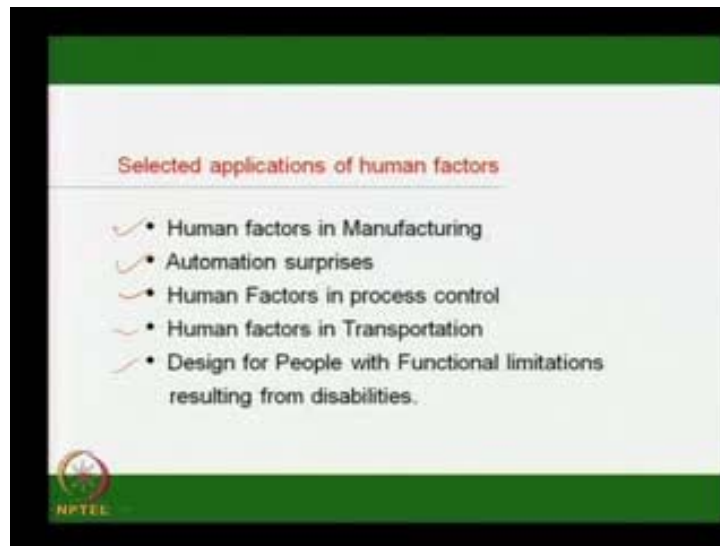 Selected applications of human factors
• Human factors in Manufacturing
• Automation surprises
• Human Factors in process control
• Human factors in Transportation
• Design for People with Functional limitations
resulting from disabilities.
NPTEL